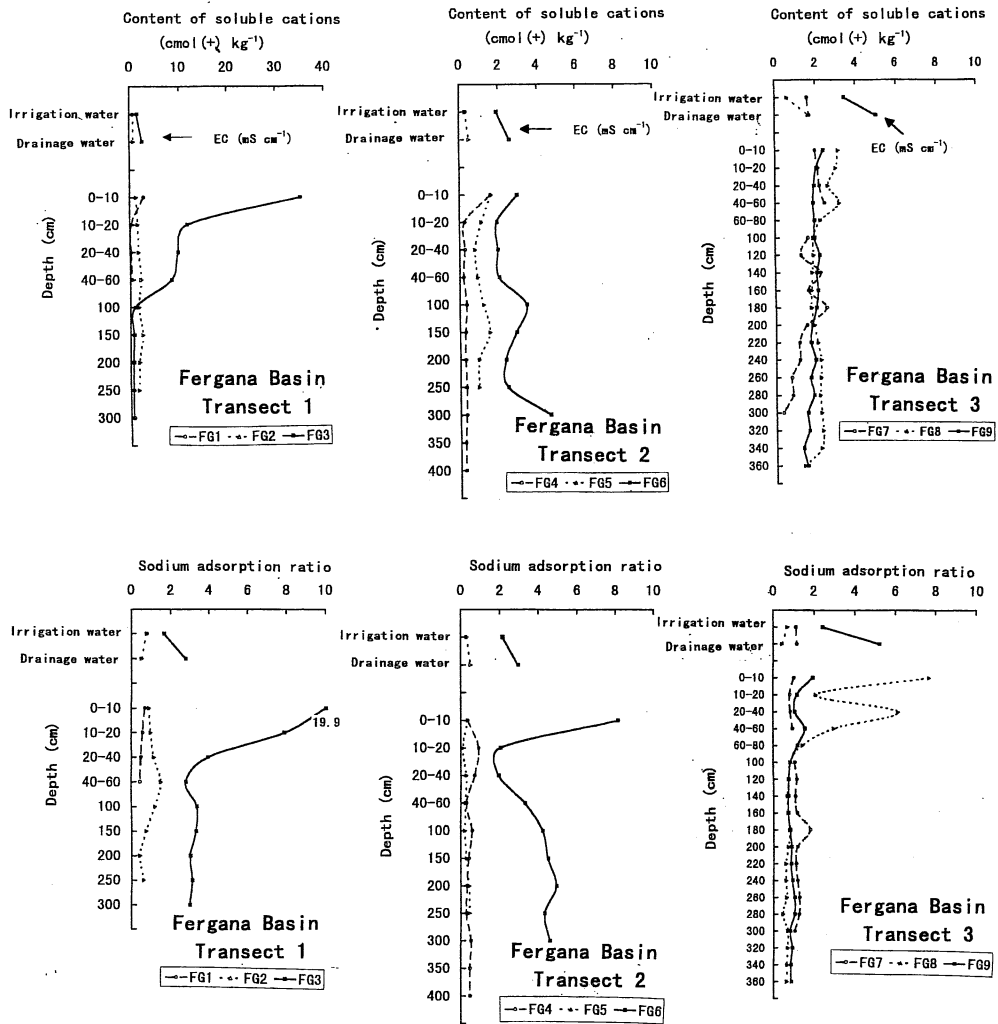 Content of soluble cations
(cmol(+) kg⁻¹)
0 10 20 30 40
Irrigation water
Drainage water
EC (mS cm⁻¹)
Depth (cm)
0-10
10-20
20-40
40-60
100
150
200
250
300
Fergana Basin
Transect 1
FG1 FG2 FG3
Content of soluble cations
(cmol(+) kg⁻¹)
0 2 4 6 8 10
Irrigation water
Drainage water
EC (mS cm⁻¹)
Depth (cm)
0-10
10-20
20-40
40-60
100
150
200
250
300
350
400
Fergana Basin
Transect 2
FG4 FG5 FG6
Content of soluble cations
(cmol(+) kg⁻¹)
0 2 4 6 8 10
Irrigation water
Drainage water
EC (mS cm⁻¹)
Depth (cm)
0-10
10-20
20-40
40-60
60-80
100
120
140
160
180
200
220
240
260
280
300
320
340
360
Fergana Basin
Transect 3
FG7 FG8 FG9
Sodium adsorption ratio
0 2 4 6 8 10
Irrigation water
Drainage water
Depth (cm)
0-10
19.9
10-20
20-40
40-60
100
150
200
250
300
Fergana Basin
Transect 1
FG1 FG2 FG3
Sodium adsorption ratio
0 2 4 6 8 10
Irrigation water
Drainage water
Depth (cm)
0-10
10-20
20-40
40-60
100
150
200
250
300
350
400
Fergana Basin
Transect 2
FG4 FG5 FG6
Sodium adsorption ratio
0 2 4 6 8 10
Irrigation water
Drainage water
Depth (cm)
0-10
10-20
20-40
40-60
60-80
100
120
140
160
180
200
220
240
260
280
300
320
340
360
Fergana Basin
Transect 3
FG7 FG8 FG9